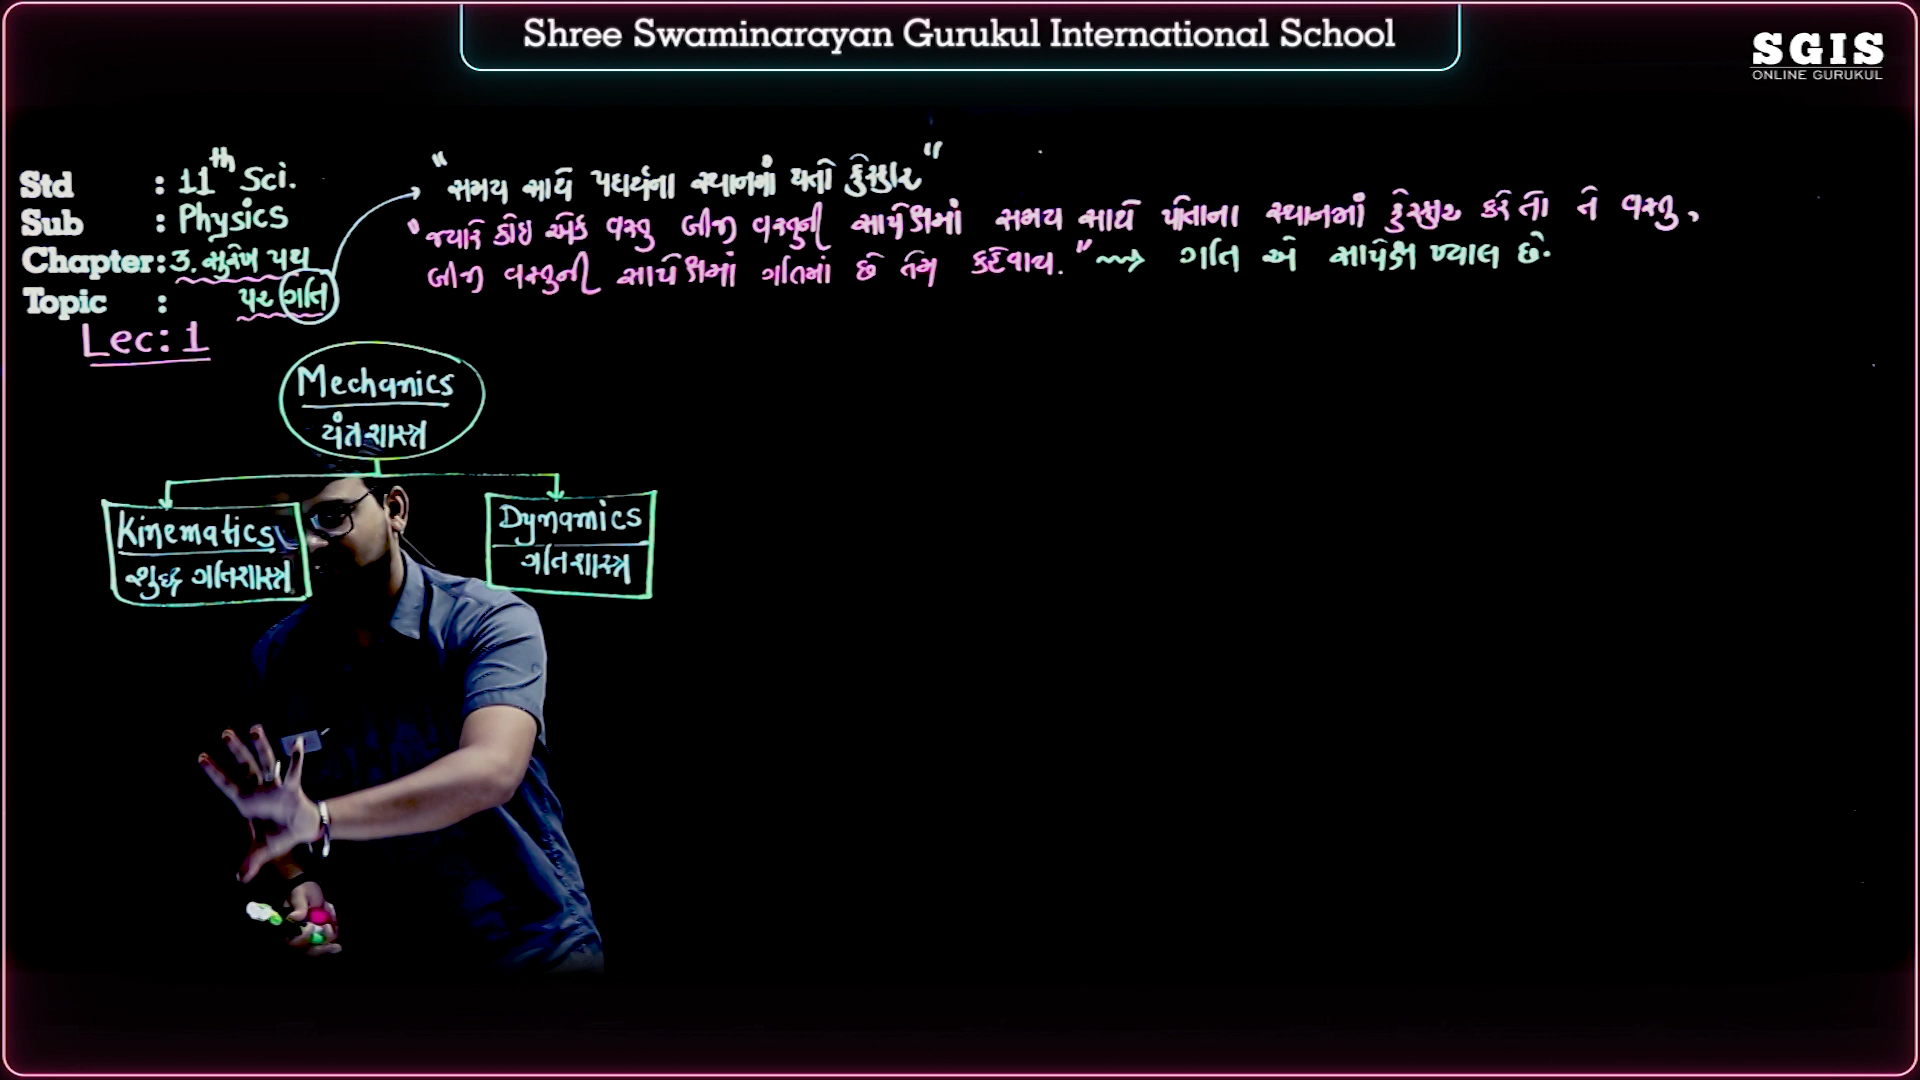 Shree Swaminarayan Gurukul International School
SGIS
ONLINE GURUKUL
Std : 11th Sci.
Sub : Physics
Chapter: 3. સુરેખ પથ
Topic : પર ગતિ
Lec: 1
"સમય સાથે પદાર્થના સ્થાનમાં થતો ફેરફાર"
"જ્યારે કોઇ એક વસ્તુ બીજી વસ્તુની સાપેક્ષમાં સમય સાથે પોતાના સ્થાનમાં ફેરફાર કરે તો તે વસ્તુ,
બીજી વસ્તુની સાપેક્ષમાં ગતિમાં છે તેમ કહેવાય." ⇝ ગતિ એ સાપેક્ષ ખ્યાલ છે.
Mechanics
યંત્રશાસ્ત્ર
Kinematics
શુદ્ધ ગતિશાસ્ત્ર
Dynamics
ગતિશાસ્ત્ર